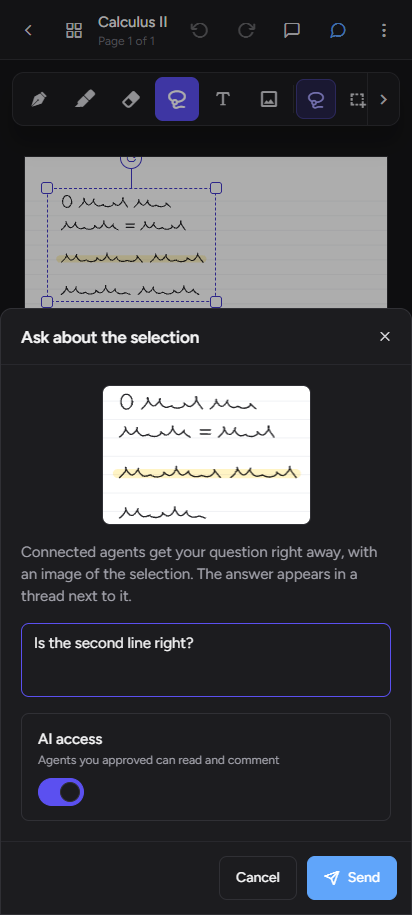 Calculus II
Page 1 of 1
T
Ask about the selection
Connected agents get your question right away, with
an image of the selection. The answer appears in a
thread next to it.
Is the second line right?
AI access
Agents you approved can read and comment
Cancel
Send